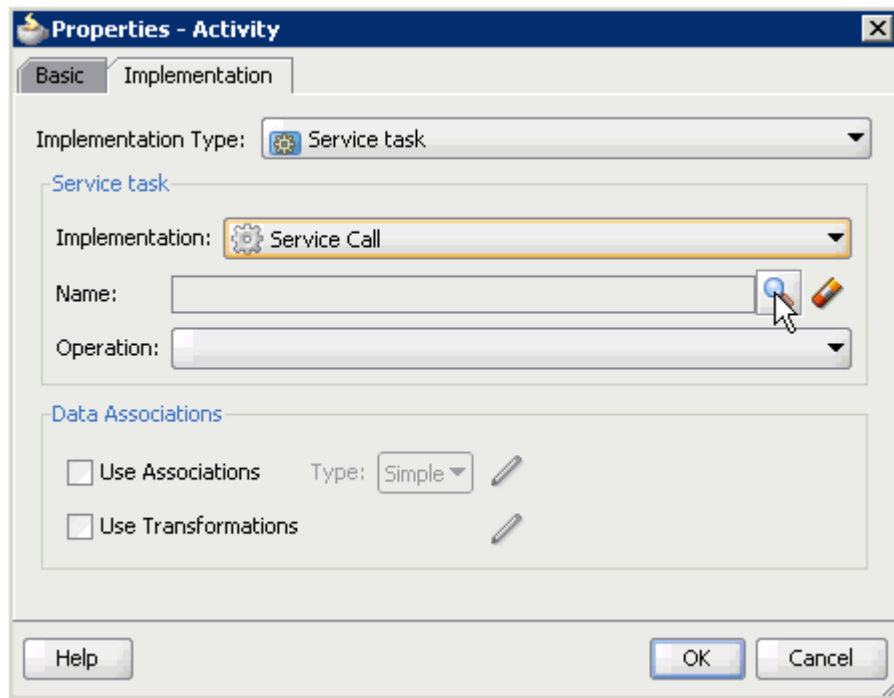 Properties - Activity
Basic Implementation
Implementation Type: Service task
Service task
Implementation: Service Call
Name:
Operation:
Data Associations
Use Associations Type: Simple
Use Transformations
Help OK Cancel